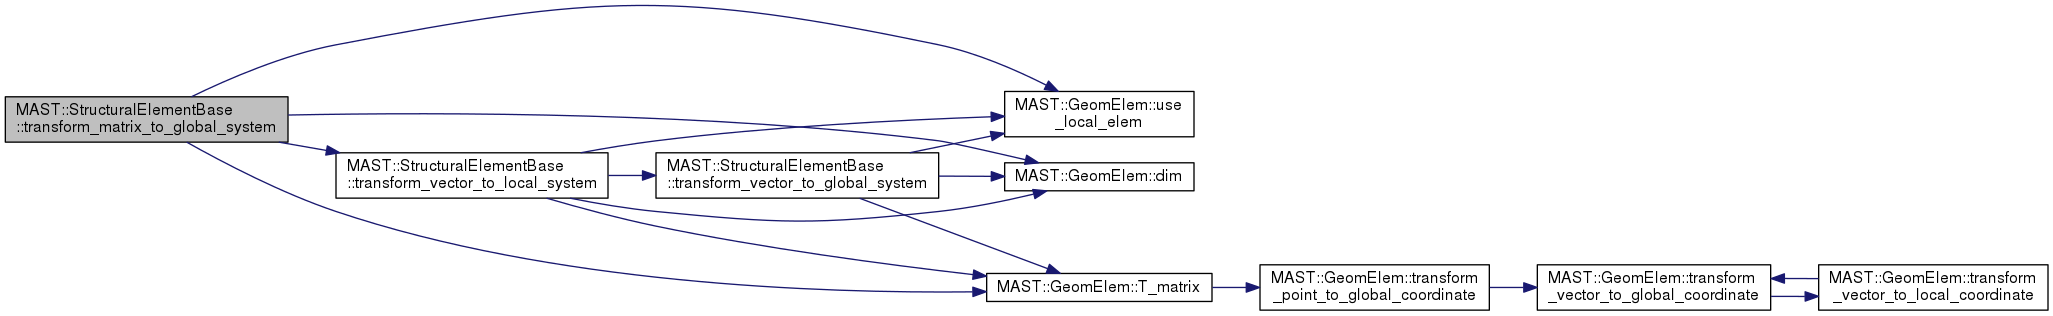 MAST::StructuralElementBase
::transform_matrix_to_global_system
MAST::StructuralElementBase
::transform_vector_to_local_system
MAST::StructuralElementBase
::transform_vector_to_global_system
MAST::GeomElem::use
_local_elem
MAST::GeomElem::dim
MAST::GeomElem::T_matrix
MAST::GeomElem::transform
_point_to_global_coordinate
MAST::GeomElem::transform
_vector_to_global_coordinate
MAST::GeomElem::transform
_vector_to_local_coordinate